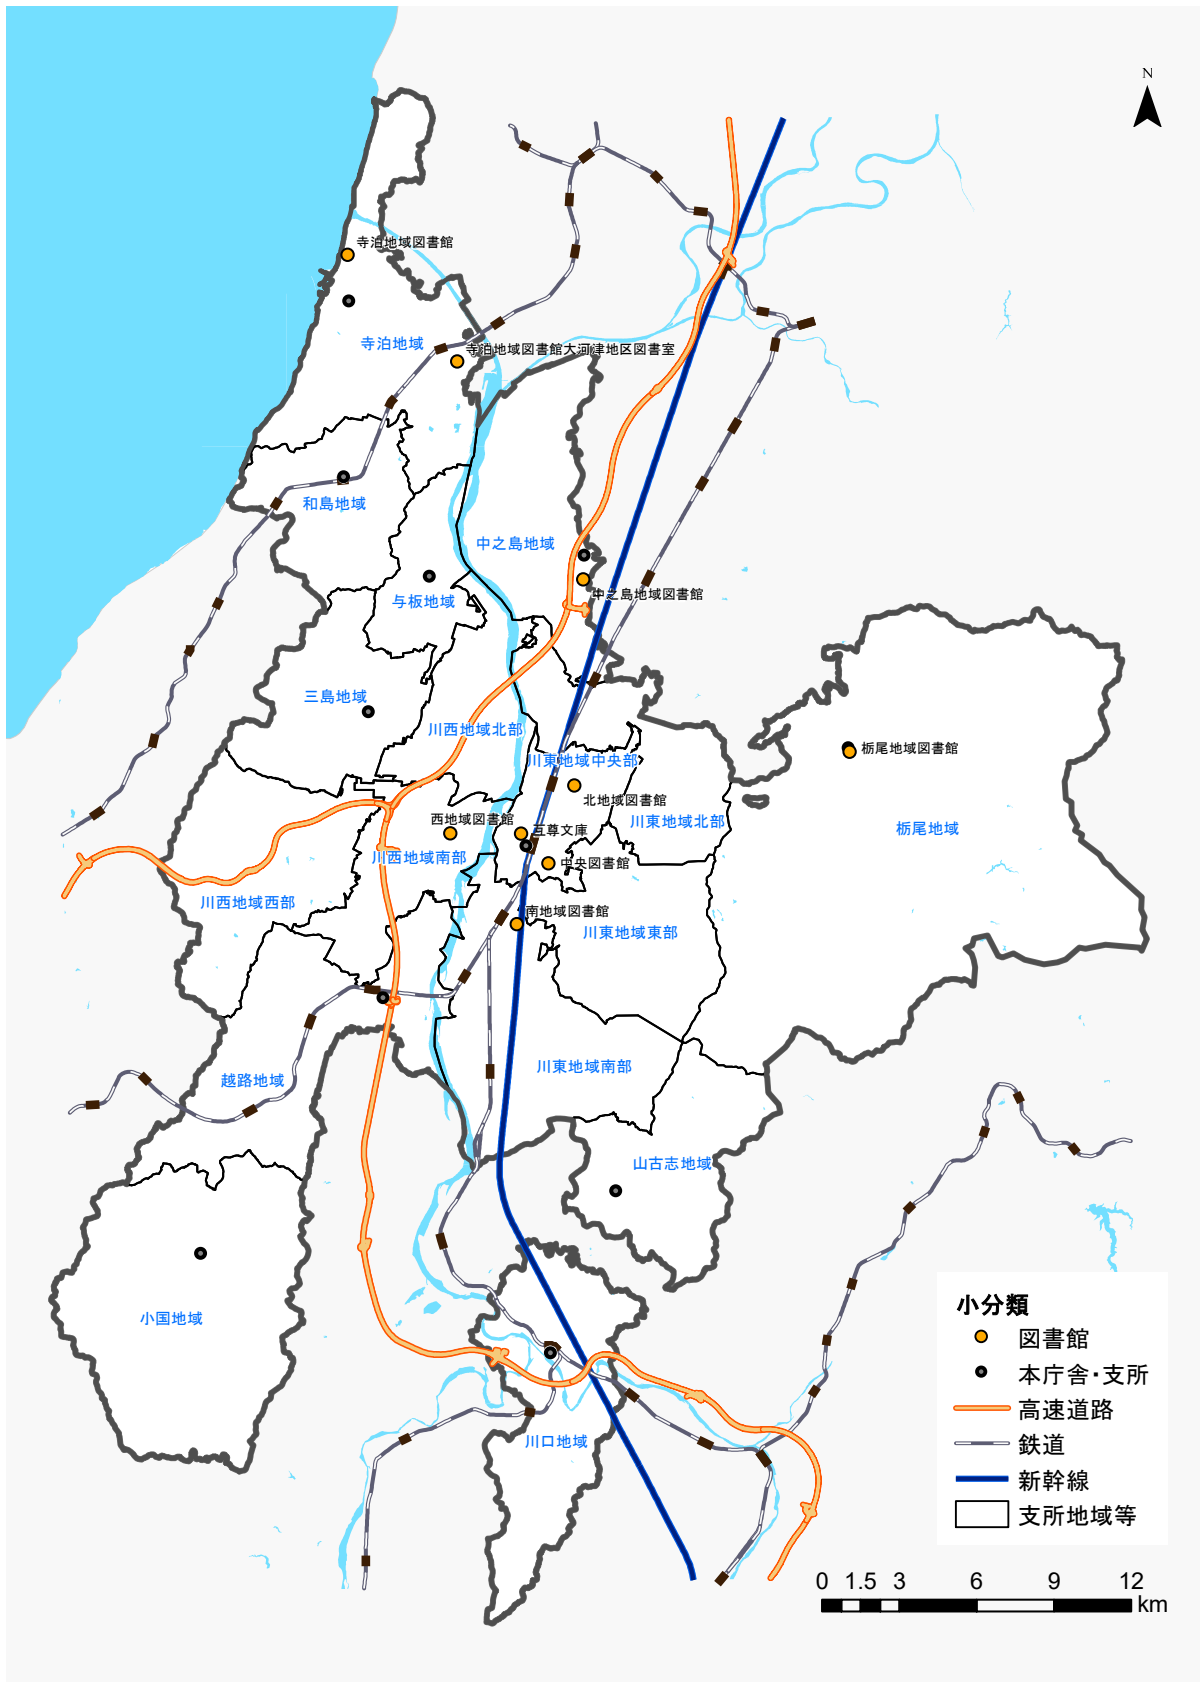 N
寺泊地域図書館
寺泊地域
寺泊地域図書館大河津地区図書室
和島地域
中之島地域
中之島地域図書館
与板地域
三島地域
川西地域北部
川東地域中央部
栃尾地域図書館
北地域図書館
西地域図書館
互尊文庫
川東地域北部
栃尾地域
川西地域南部
中央図書館
川西地域西部
南地域図書館
川東地域東部
越路地域
川東地域南部
山古志地域
小国地域
川口地域
小分類
図書館
本庁舎・支所
高速道路
鉄道
新幹線
支所地域等
0 1.5 3 6 9 12
km